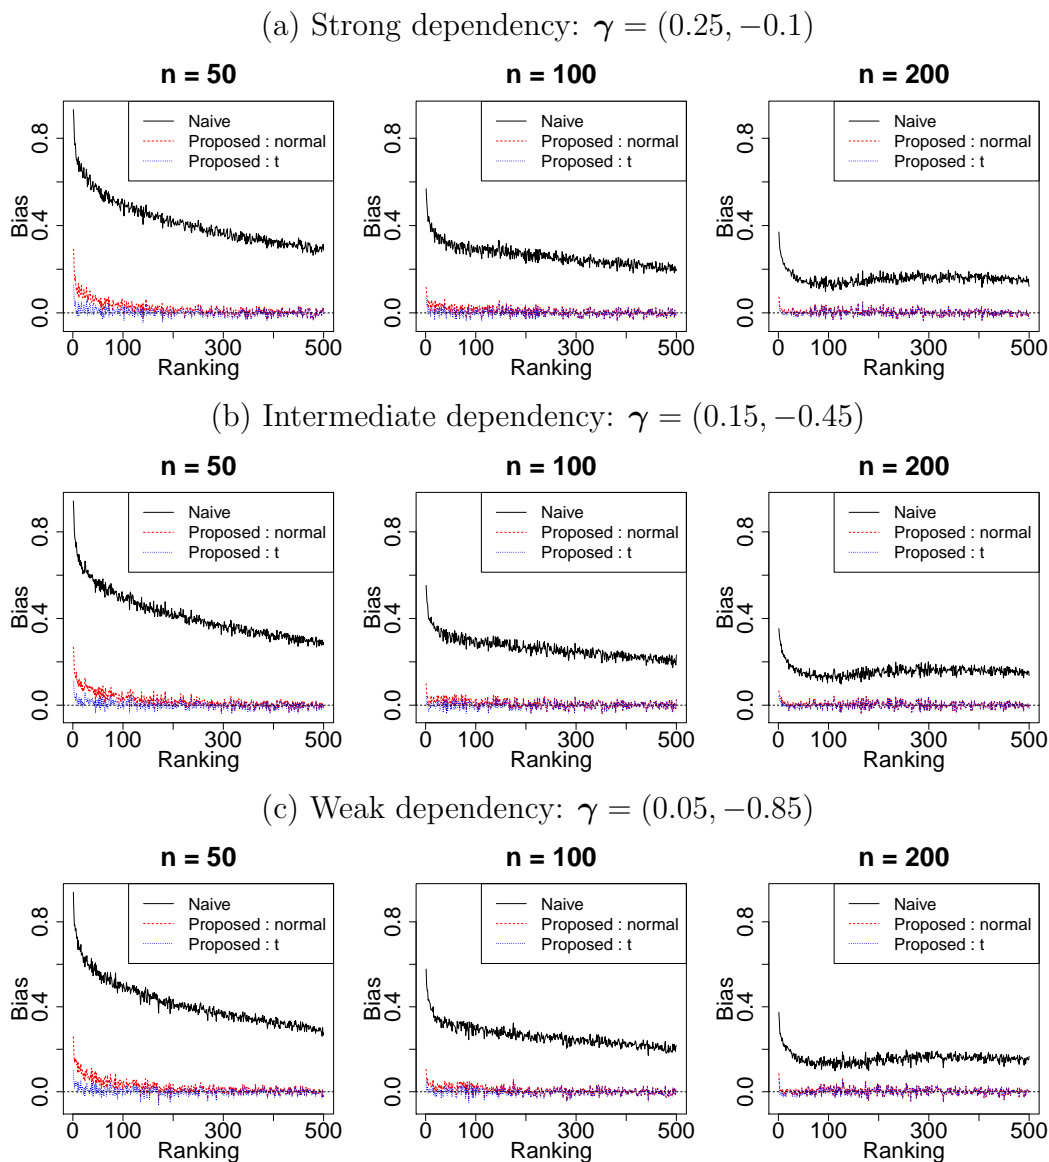 (a) Strong dependency: γ = (0.25, −0.1)
n = 50
n = 100
n = 200
Bias
0.0
0.4
0.8
Naive
Proposed : normal
Proposed : t
0
100
300
500
Ranking
Bias
0.0
0.4
0.8
Naive
Proposed : normal
Proposed : t
0
100
300
500
Ranking
Bias
0.0
0.4
0.8
Naive
Proposed : normal
Proposed : t
0
100
300
500
Ranking
(b) Intermediate dependency: γ = (0.15, −0.45)
n = 50
n = 100
n = 200
Bias
0.0
0.4
0.8
Naive
Proposed : normal
Proposed : t
0
100
300
500
Ranking
Bias
0.0
0.4
0.8
Naive
Proposed : normal
Proposed : t
0
100
300
500
Ranking
Bias
0.0
0.4
0.8
Naive
Proposed : normal
Proposed : t
0
100
300
500
Ranking
(c) Weak dependency: γ = (0.05, −0.85)
n = 50
n = 100
n = 200
Bias
0.0
0.4
0.8
Naive
Proposed : normal
Proposed : t
0
100
300
500
Ranking
Bias
0.0
0.4
0.8
Naive
Proposed : normal
Proposed : t
0
100
300
500
Ranking
Bias
0.0
0.4
0.8
Naive
Proposed : normal
Proposed : t
0
100
300
500
Ranking